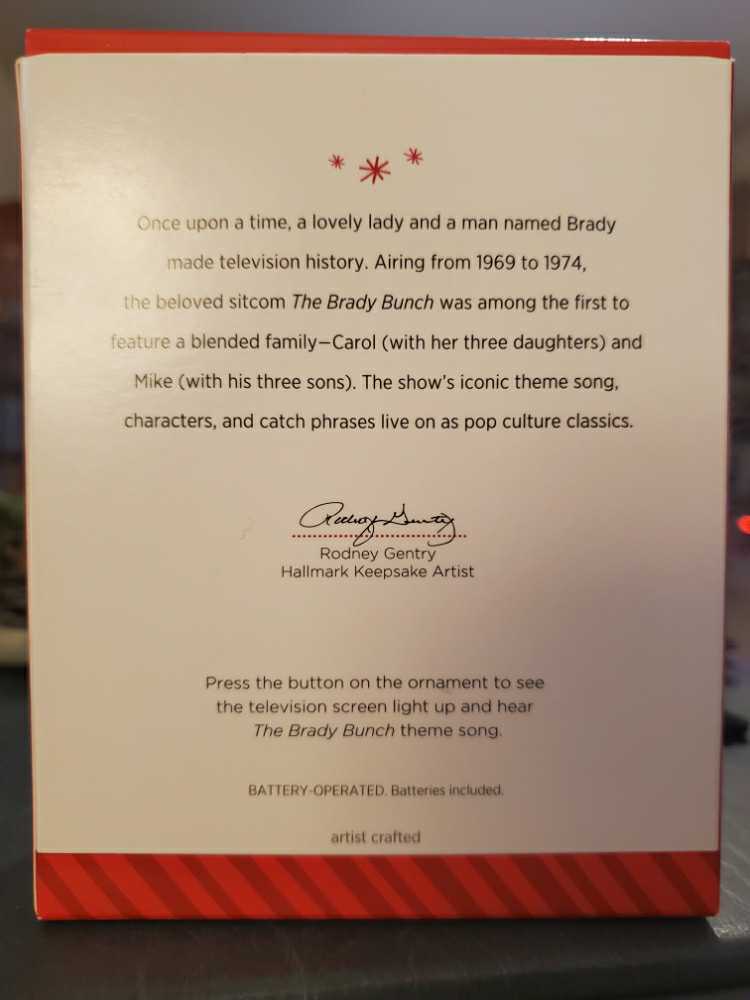 Once upon a time, a lovely lady and a man named Brady
made television history. Airing from 1969 to 1974,
the beloved sitcom The Brady Bunch was among the first to
feature a blended family—Carol (with her three daughters) and
Mike (with his three sons). The show's iconic theme song,
characters, and catch phrases live on as pop culture classics.
Rodney Gentry
Rodney Gentry
Hallmark Keepsake Artist
Press the button on the ornament to see
the television screen light up and hear
The Brady Bunch theme song.
BATTERY-OPERATED. Batteries included.
artist crafted